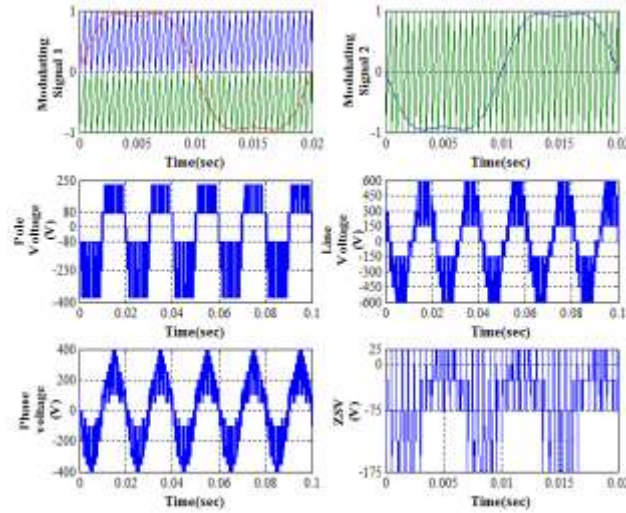 Modulating
Signal 1
1
0
-1
0 0.005 0.01 0.015 0.02
Time(sec)
Modulating
Signal 2
1
0
-1
0 0.005 0.01 0.015 0.02
Time(sec)
Pole
Voltage
(V)
250
80
0
-80
-250
-400
0 0.02 0.04 0.06 0.08 0.1
Time(sec)
Line
Voltage
(V)
600
450
300
150
0
-150
-300
-450
-600
0 0.02 0.04 0.06 0.08 0.1
Time(sec)
Phase
voltage
(V)
400
200
0
-200
-400
0 0.02 0.04 0.06 0.08 0.1
Time(sec)
ZSV
(V)
25
0
-75
-175
0 0.005 0.01 0.015 0.02
Time(sec)